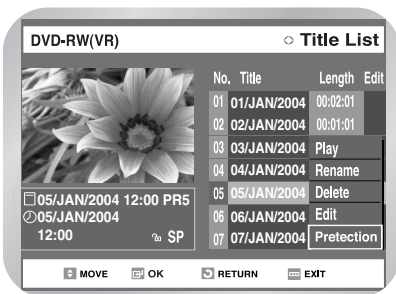 DVD-RW(VR) Title List
No. Title Length Edit
01 01/JAN/2004 00:02:01
02 02/JAN/2004 00:01:01
03 03/JAN/2004 Play
04 04/JAN/2004 Rename
05 05/JAN/2004 Delete
06 06/JAN/2004 Edit
07 07/JAN/2004 Pretection
05/JAN/2004 12:00 PR5
05/JAN/2004
12:00 SP
MOVE OK RETURN EXIT